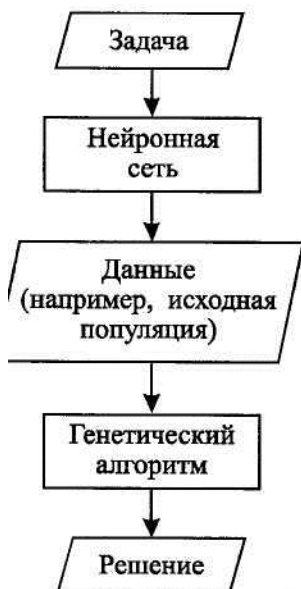 Задача
Нейронная
сеть
Данные
(например, исходная
популяция)
Генетический
алгоритм
Решение